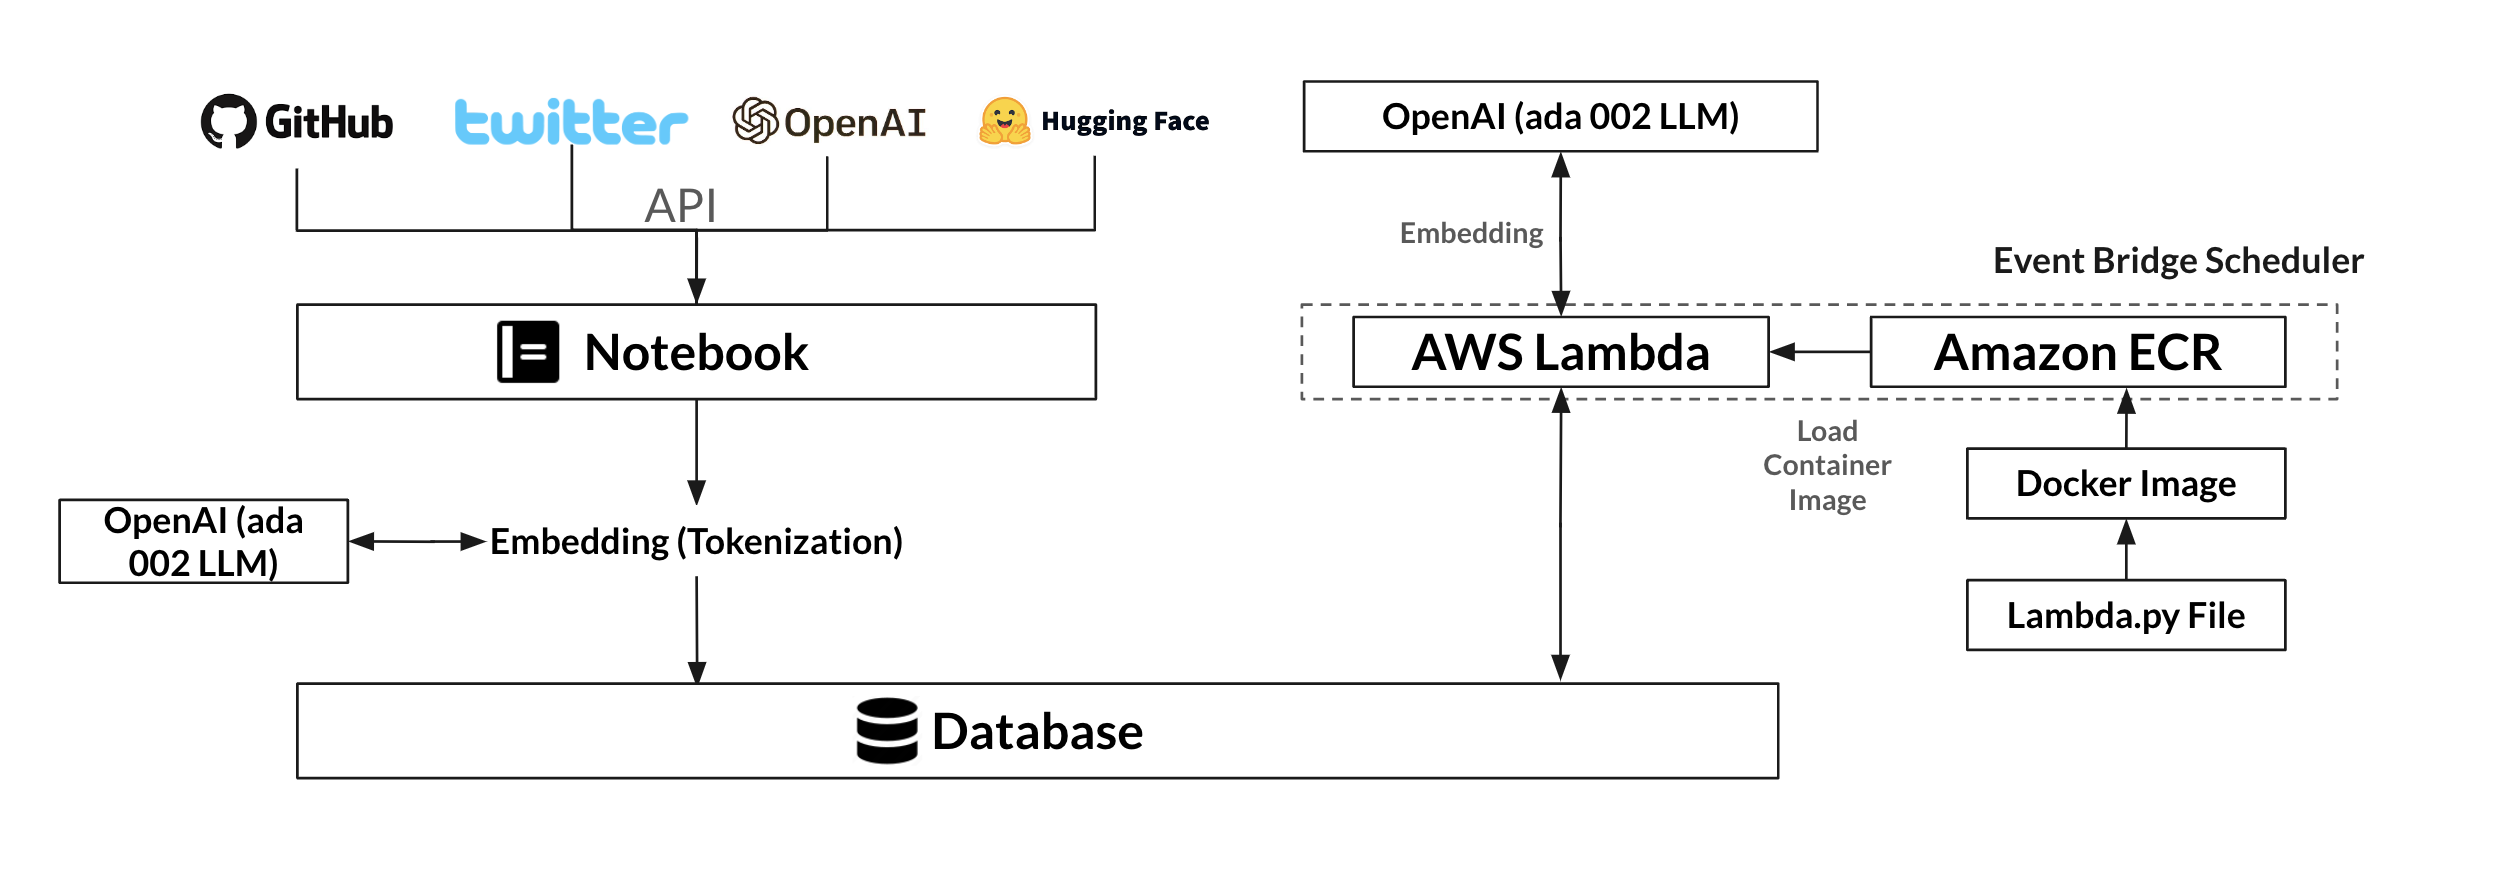 GitHub
twitter
OpenAI
Hugging Face
API
Notebook
OpenAI (ada
002 LLM)
Embedding (Tokenization)
Database
OpenAI (ada 002 LLM)
Embedding
Event Bridge Scheduler
AWS Lambda
Amazon ECR
Load
Container
Image
Docker Image
Lambda.py File